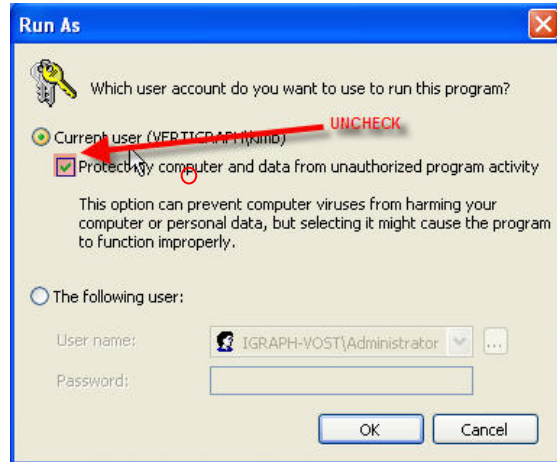 Run As
Which user account do you want to use to run this program?
UNCHECK
Current user (VERTIGRAPH\kimb)
Protect my computer and data from unauthorized program activity
This option can prevent computer viruses from harming your
computer or personal data, but selecting it might cause the program
to function improperly.
The following user:
User name:
IGRAPH-VOST\Administrator
...
Password:
OK
Cancel